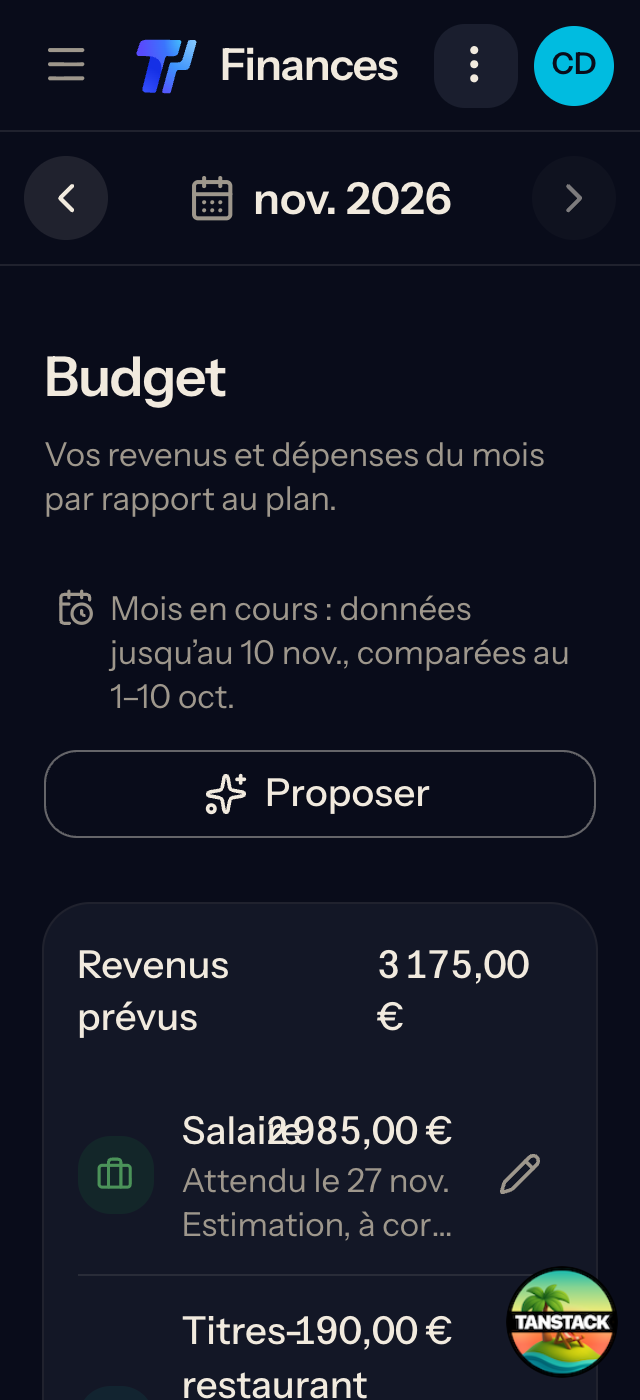 Finances
CD
nov. 2026
Budget
Vos revenus et dépenses du mois
par rapport au plan.
Mois en cours : données
jusqu’au 10 nov., comparées au
1–10 oct.
Proposer
Revenus
prévus
3 175,00
€
Salaire
2 985,00 €
Attendu le 27 nov.
Estimation, à cor...
Titres-
restaurant
190,00 €
TANSTACK